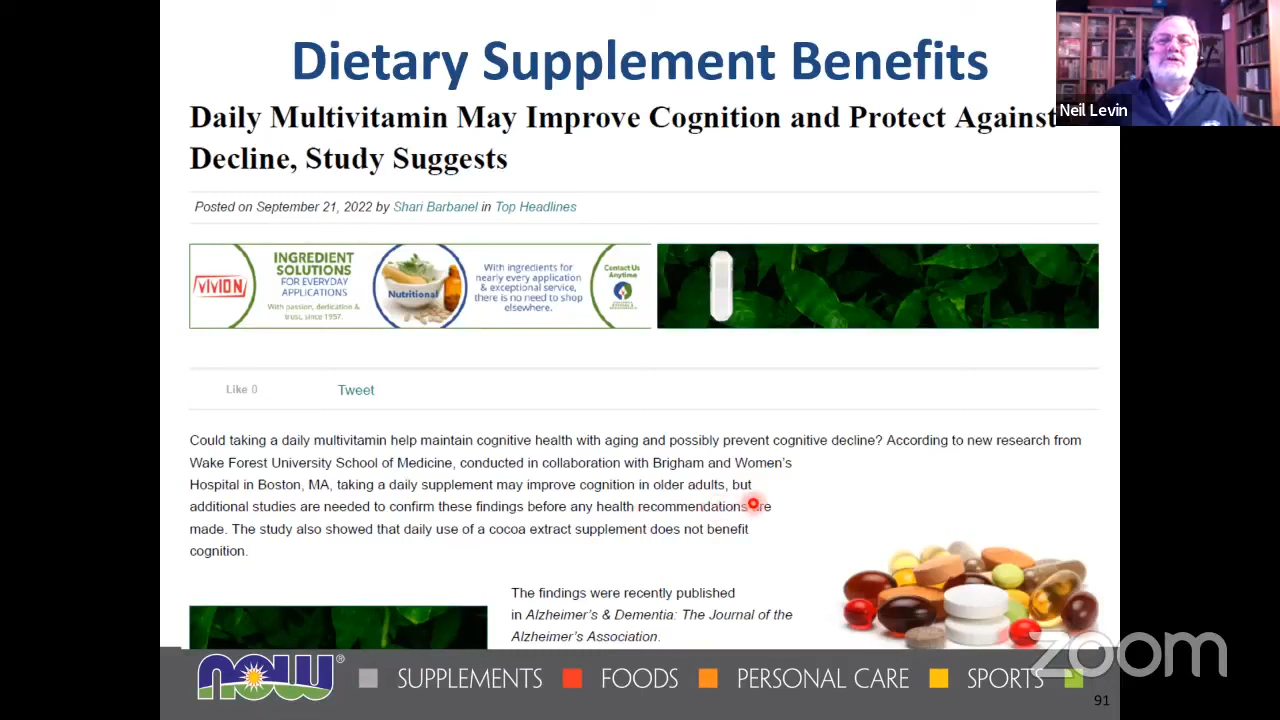 Dietary Supplement Benefits
Neil Levin
Daily Multivitamin May Improve Cognition and Protect Against
Decline, Study Suggests
Posted on September 21, 2022 by Shari Barbanel in Top Headlines
VIVION
INGREDIENT
SOLUTIONS
FOR EVERYDAY
APPLICATIONS
With passion, dedication &
trust, since 1957.
Nutritional
With ingredients for
nearly every application
& exceptional service,
there is no need to shop
elsewhere.
Contact Us
Anytime
Like 0
Tweet
Could taking a daily multivitamin help maintain cognitive health with aging and possibly prevent cognitive decline? According to new research from
Wake Forest University School of Medicine, conducted in collaboration with Brigham and Women's
Hospital in Boston, MA, taking a daily supplement may improve cognition in older adults, but
additional studies are needed to confirm these findings before any health recommendations are
made. The study also showed that daily use of a cocoa extract supplement does not benefit
cognition.
The findings were recently published
in Alzheimer's & Dementia: The Journal of the
Alzheimer's Association.
NOW®
SUPPLEMENTS
FOODS
PERSONAL CARE
SPORTS
zoom
91